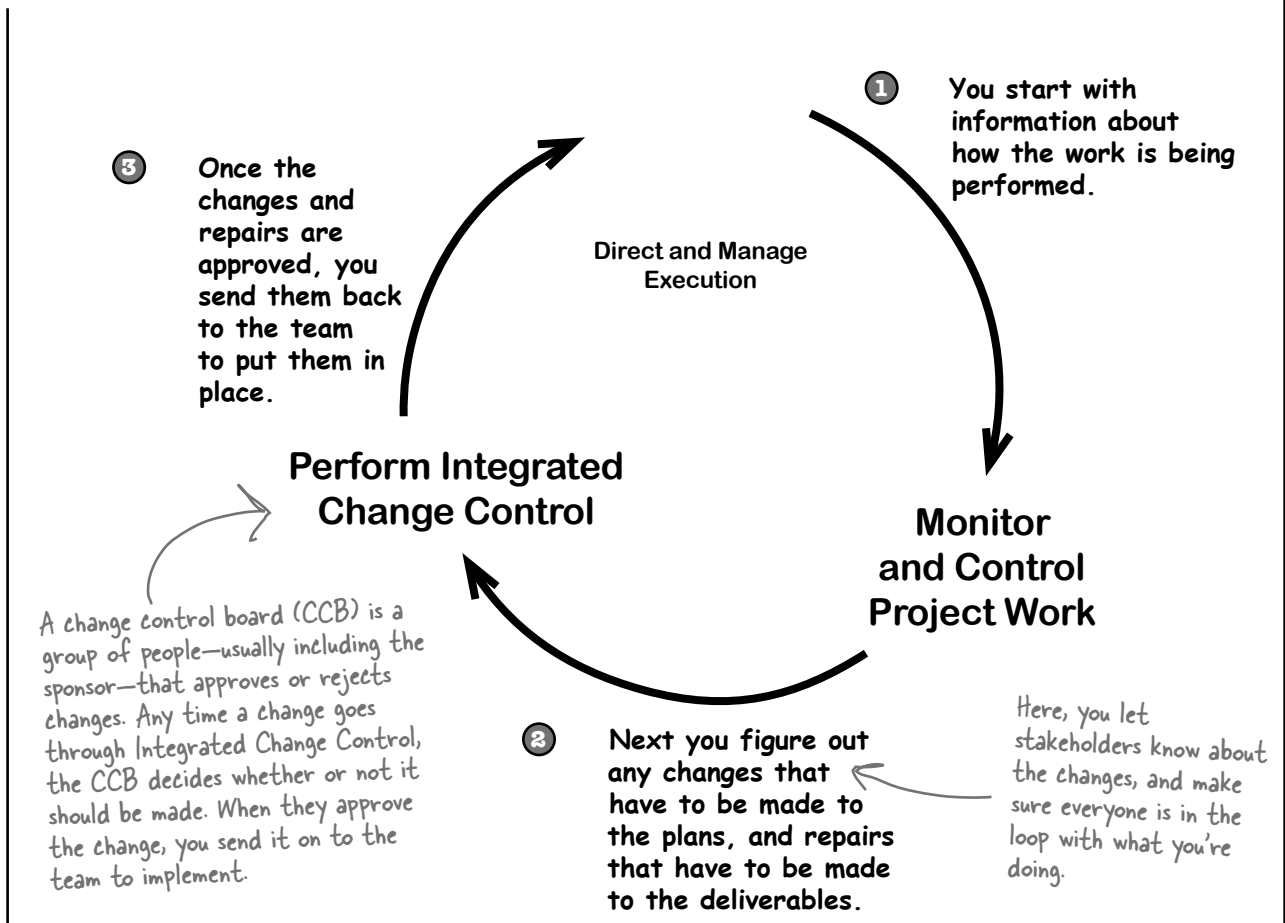 1
You start with
information about
how the work is being
performed.
3
Once the
changes and
repairs are
approved, you
send them back
to the team
to put them in
place.
Direct and Manage
Execution
Perform Integrated
Change Control
Monitor
and Control
Project Work
A change control board (CCB) is a
group of people—usually including the
sponsor—that approves or rejects
changes. Any time a change goes
through Integrated Change Control,
the CCB decides whether or not it
should be made. When they approve
the change, you send it on to the
team to implement.
2
Next you figure out
any changes that
have to be made to
the plans, and repairs
that have to be made
to the deliverables.
Here, you let
stakeholders know about
the changes, and make
sure everyone is in the
loop with what you're
doing.